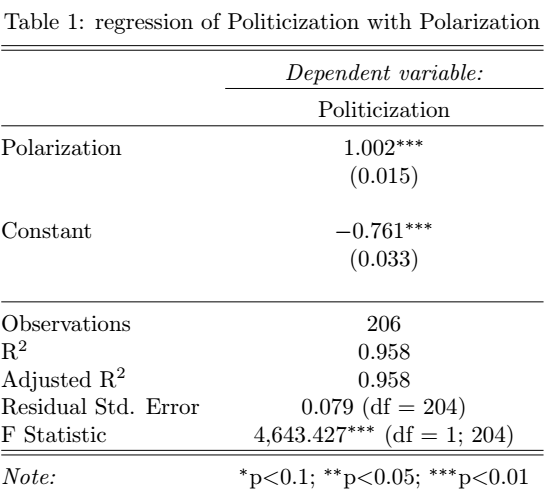 Table 1: regression of Politicization with Polarization
Dependent variable:
Politicization
Polarization 1.002***
(0.015)
Constant −0.761***
(0.033)
Observations 206
R² 0.958
Adjusted R² 0.958
Residual Std. Error 0.079 (df = 204)
F Statistic 4,643.427*** (df = 1; 204)
Note: *p<0.1; **p<0.05; ***p<0.01